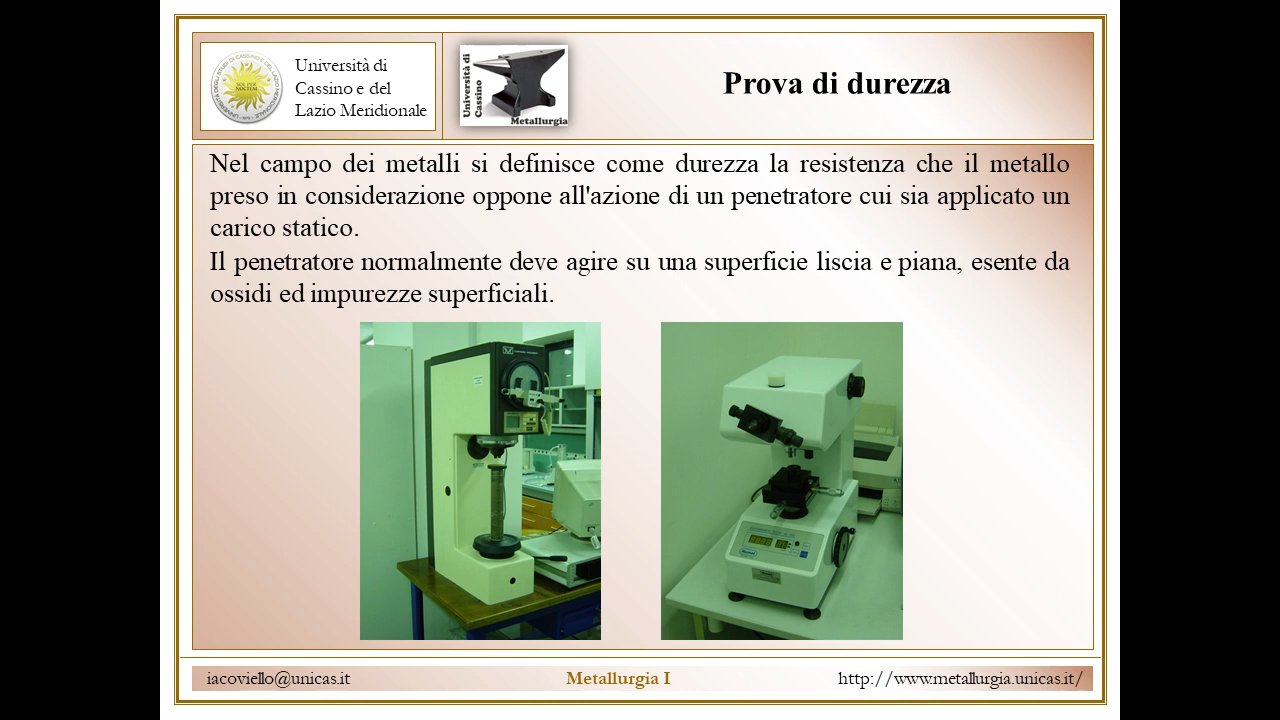 Università di
Cassino e del
Lazio Meridionale
Università di
Cassino
Metallurgia
Prova di durezza
Nel campo dei metalli si definisce come durezza la resistenza che il metallo
preso in considerazione oppone all'azione di un penetratore cui sia applicato un
carico statico.
Il penetratore normalmente deve agire su una superficie liscia e piana, esente da
ossidi ed impurezze superficiali.
iacoviello@unicas.it
Metallurgia I
http://www.metallurgia.unicas.it/